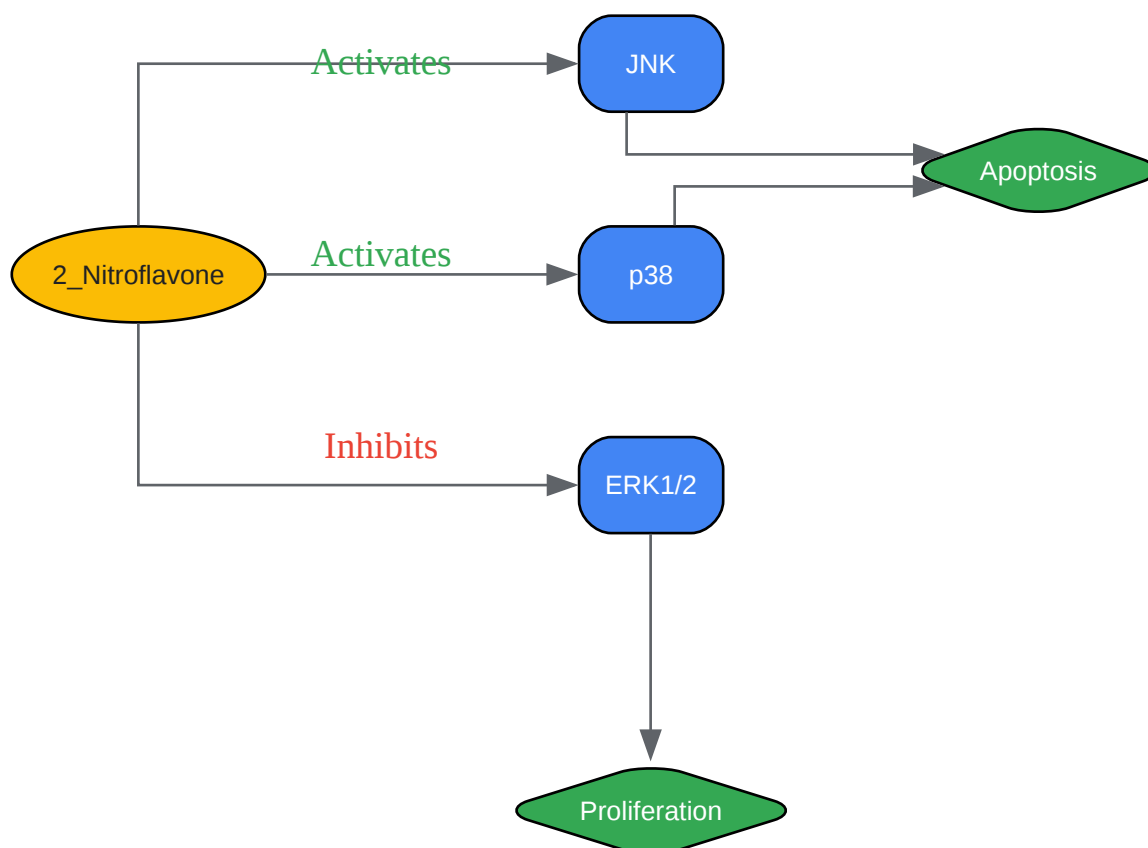 Activates
JNK
Apoptosis
2_Nitroflavone
Activates
p38
Inhibits
ERK1/2
Proliferation